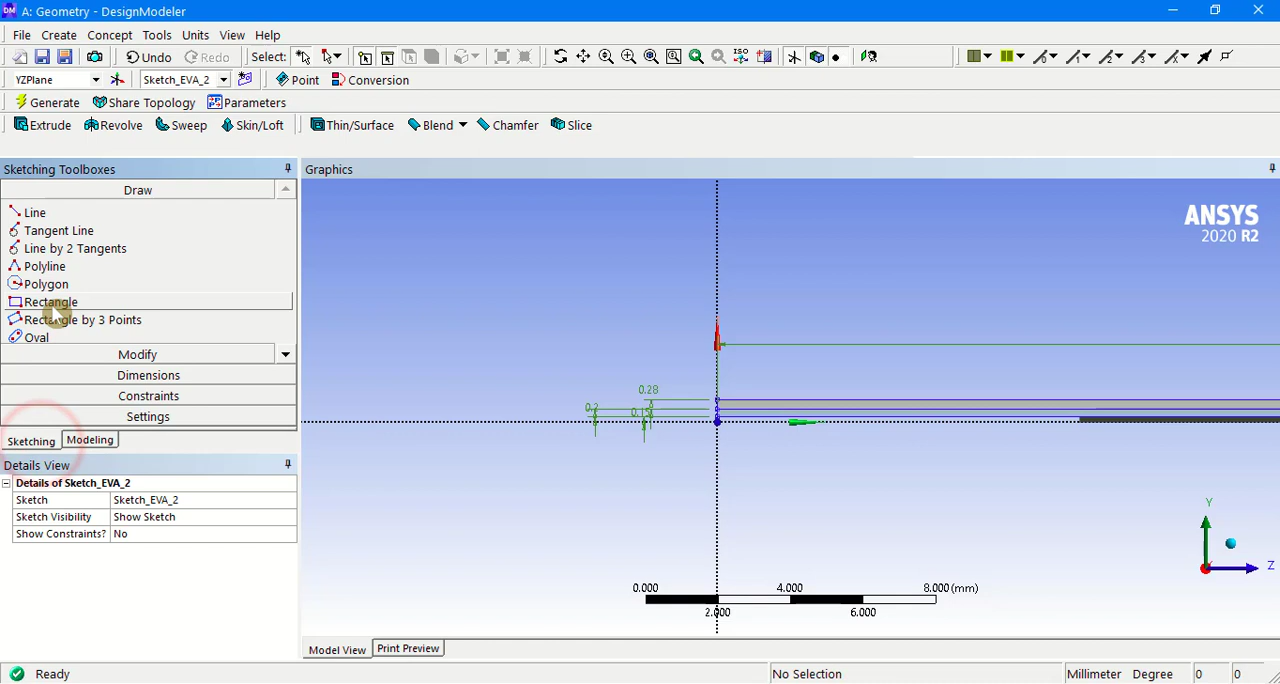 DM A: Geometry - DesignModeler
File Create Concept Tools Units View Help
Undo Redo Select: ISO
YZPlane Sketch_EVA_2 Point Conversion
Generate Share Topology Parameters
Extrude Revolve Sweep Skin/Loft Thin/Surface Blend Chamfer Slice
Sketching Toolboxes
Draw
Line
Tangent Line
Line by 2 Tangents
Polyline
Polygon
Rectangle
Rectangle by 3 Points
Oval
Modify
Dimensions
Constraints
Settings
Sketching Modeling
Details View
Details of Sketch_EVA_2
Sketch Sketch_EVA_2
Sketch Visibility Show Sketch
Show Constraints? No
Graphics
ANSYS
2020 R2
0.28
0.2
0.15
Y
Z
0.000 4.000 8.000 (mm)
2.000 6.000
Model View Print Preview
Ready No Selection Millimeter Degree 0 0